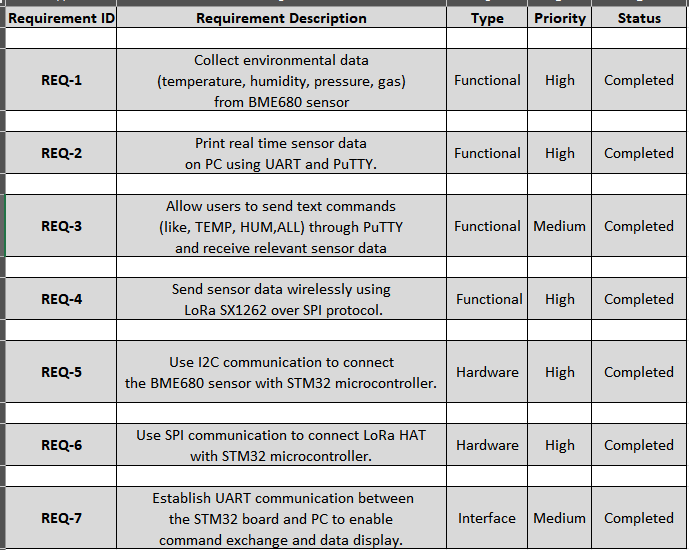 Requirement ID Requirement Description Type Priority Status
Collect environmental data
REQ-1 (temperature, humidity, pressure, gas) Functional High Completed
from BME680 sensor
Print real time sensor data
REQ-2 on PC using UART and PuTTY. Functional High Completed
Allow users to send text commands
REQ-3 (like, TEMP, HUM,ALL) through PuTTY Functional Medium Completed
and receive relevant sensor data
Send sensor data wirelessly using
REQ-4 LoRa SX1262 over SPI protocol. Functional High Completed
Use I2C communication to connect
REQ-5 the BME680 sensor with STM32 microcontroller. Hardware High Completed
Use SPI communication to connect LoRa HAT
REQ-6 with STM32 microcontroller. Hardware High Completed
Establish UART communication between
REQ-7 the STM32 board and PC to enable Interface Medium Completed
command exchange and data display.